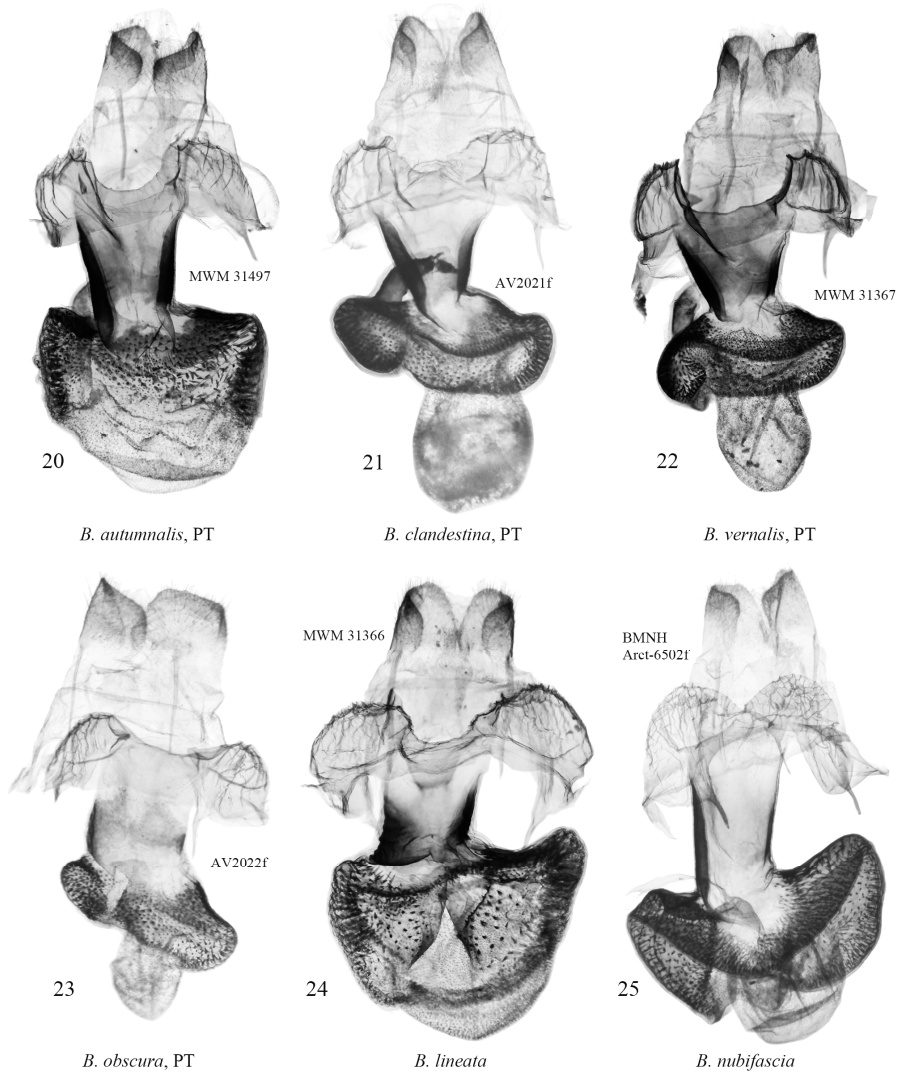 MWM 31497
AV2021f
MWM 31367
20
21
22
B. autumnalis, PT
B. clandestina, PT
B. vernalis, PT
MWM 31366
BMNH
Arct-6502f
AV2022f
23
24
25
B. obscura, PT
B. lineata
B. nubifascia